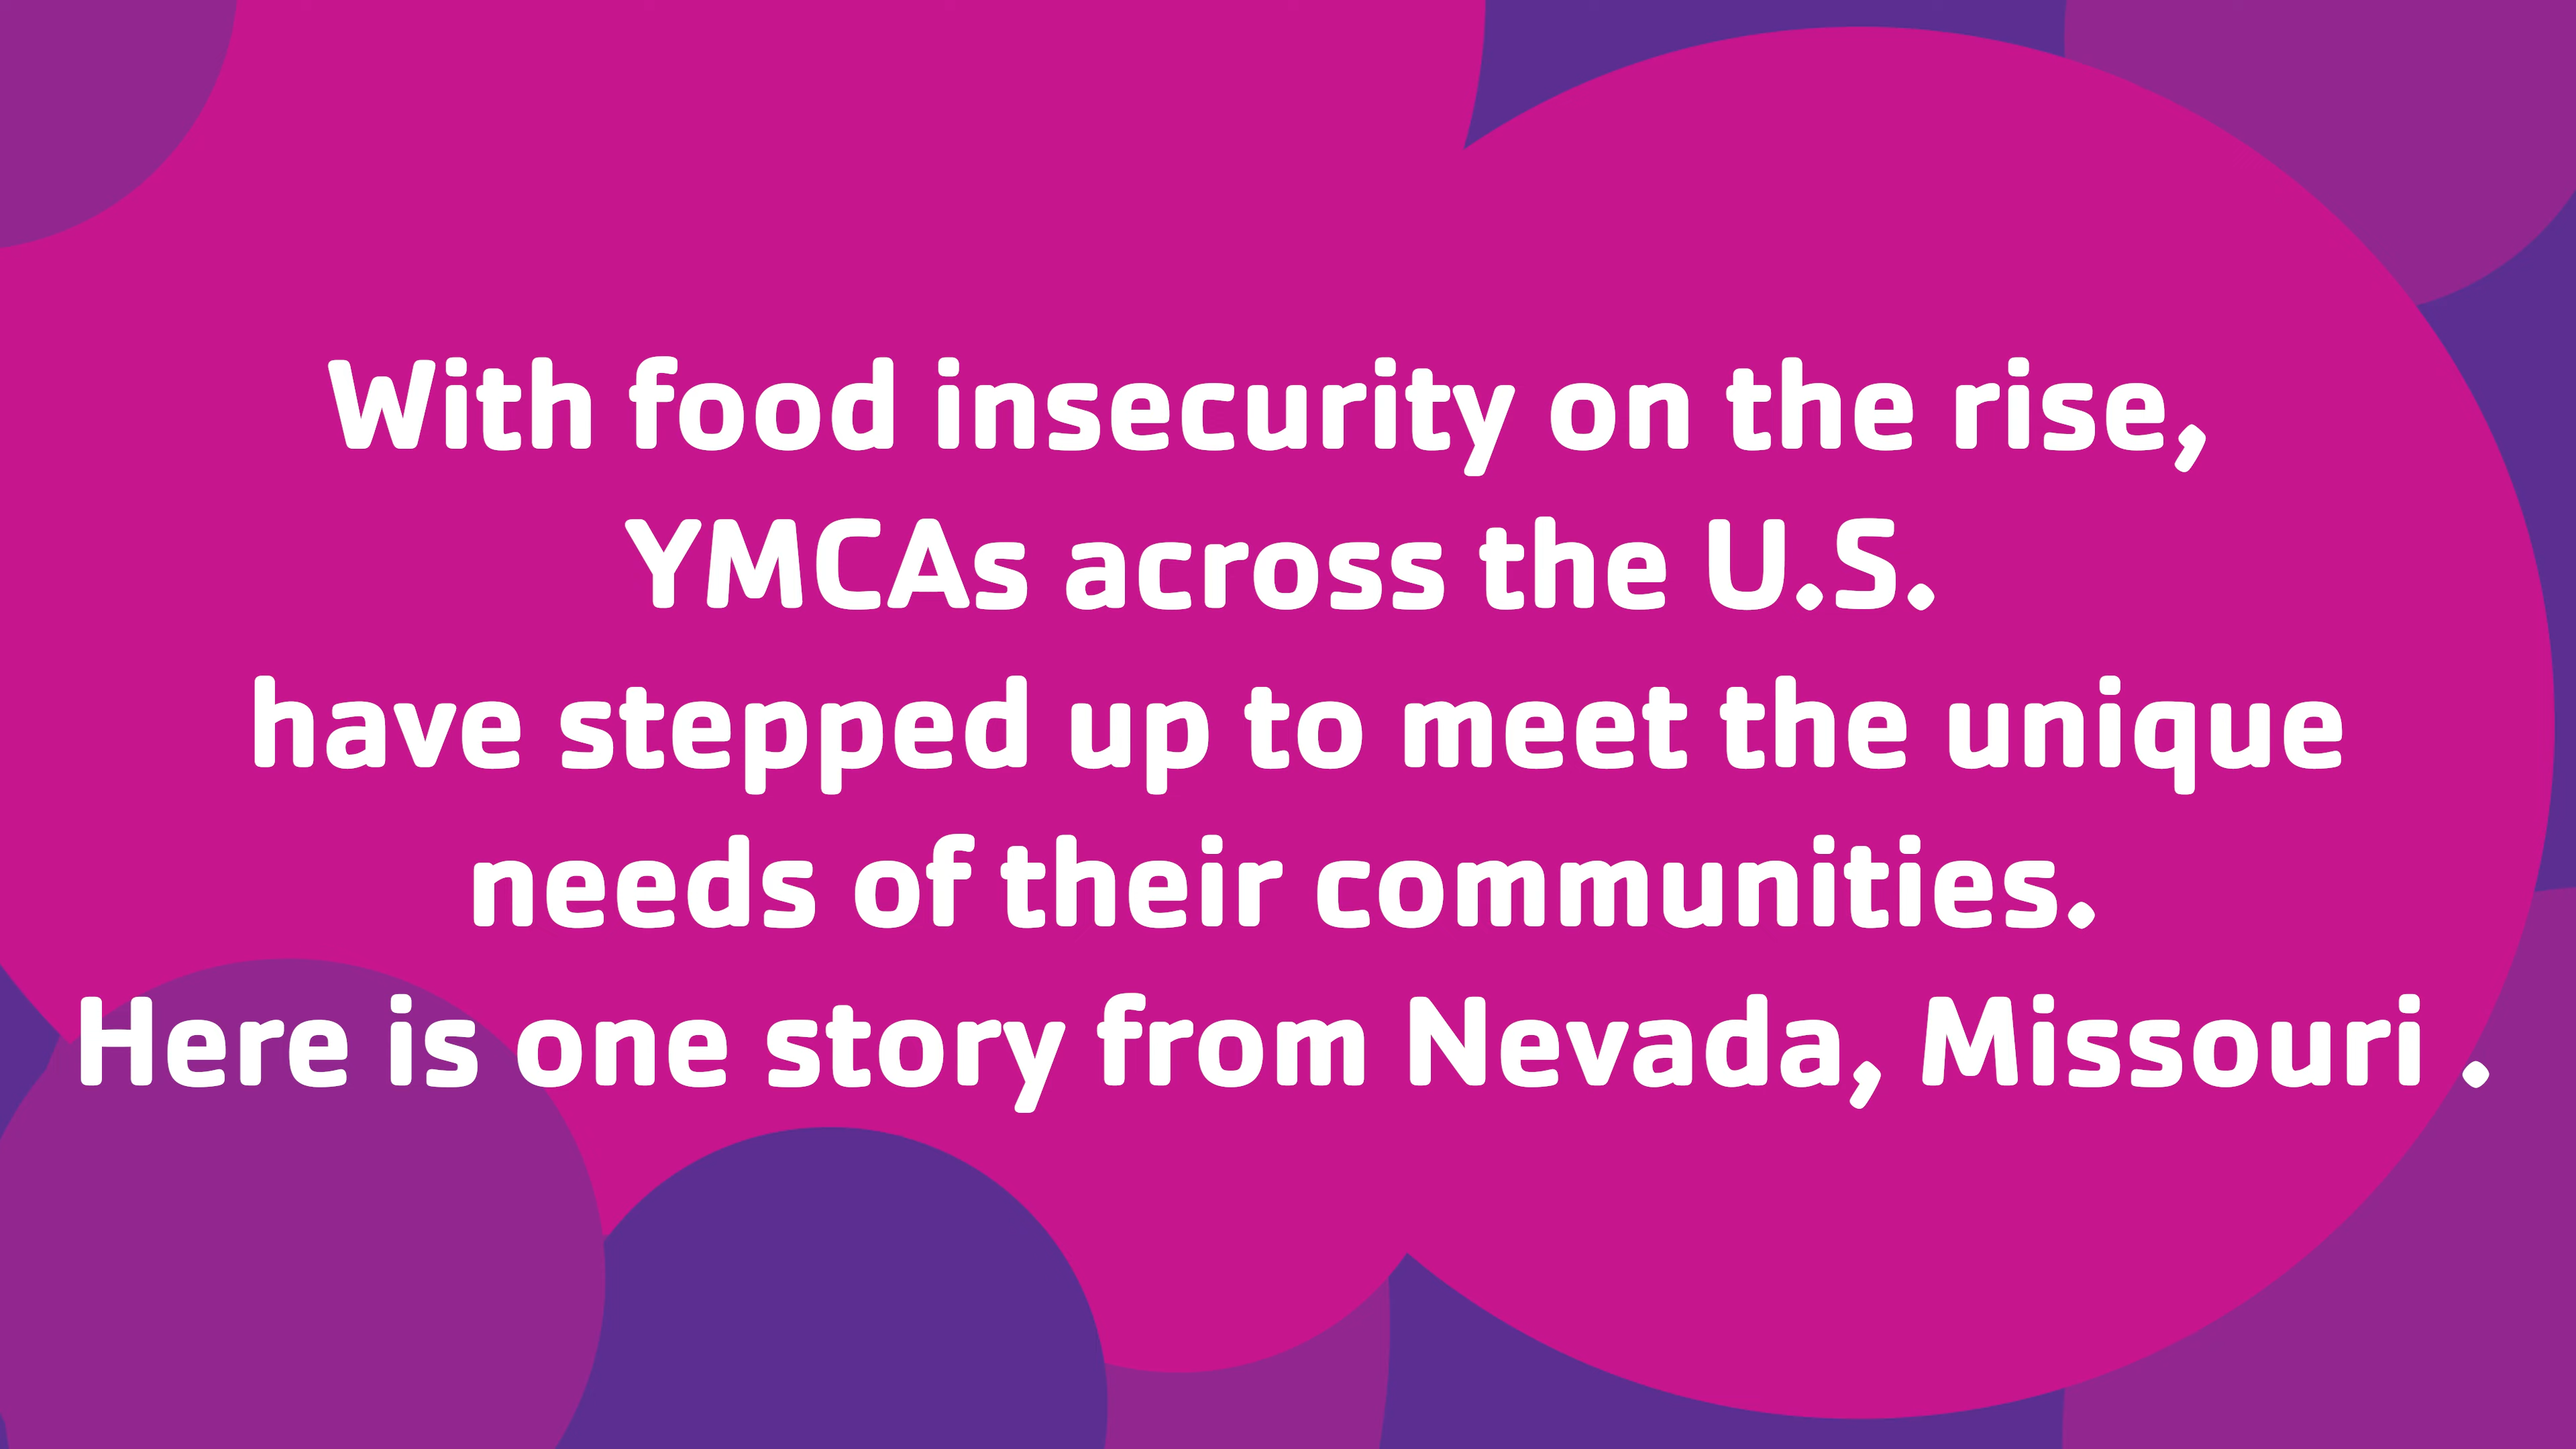 With food insecurity on the rise,
YMCAs across the U.S.
have stepped up to meet the unique
needs of their communities.
Here is one story from Nevada, Missouri .